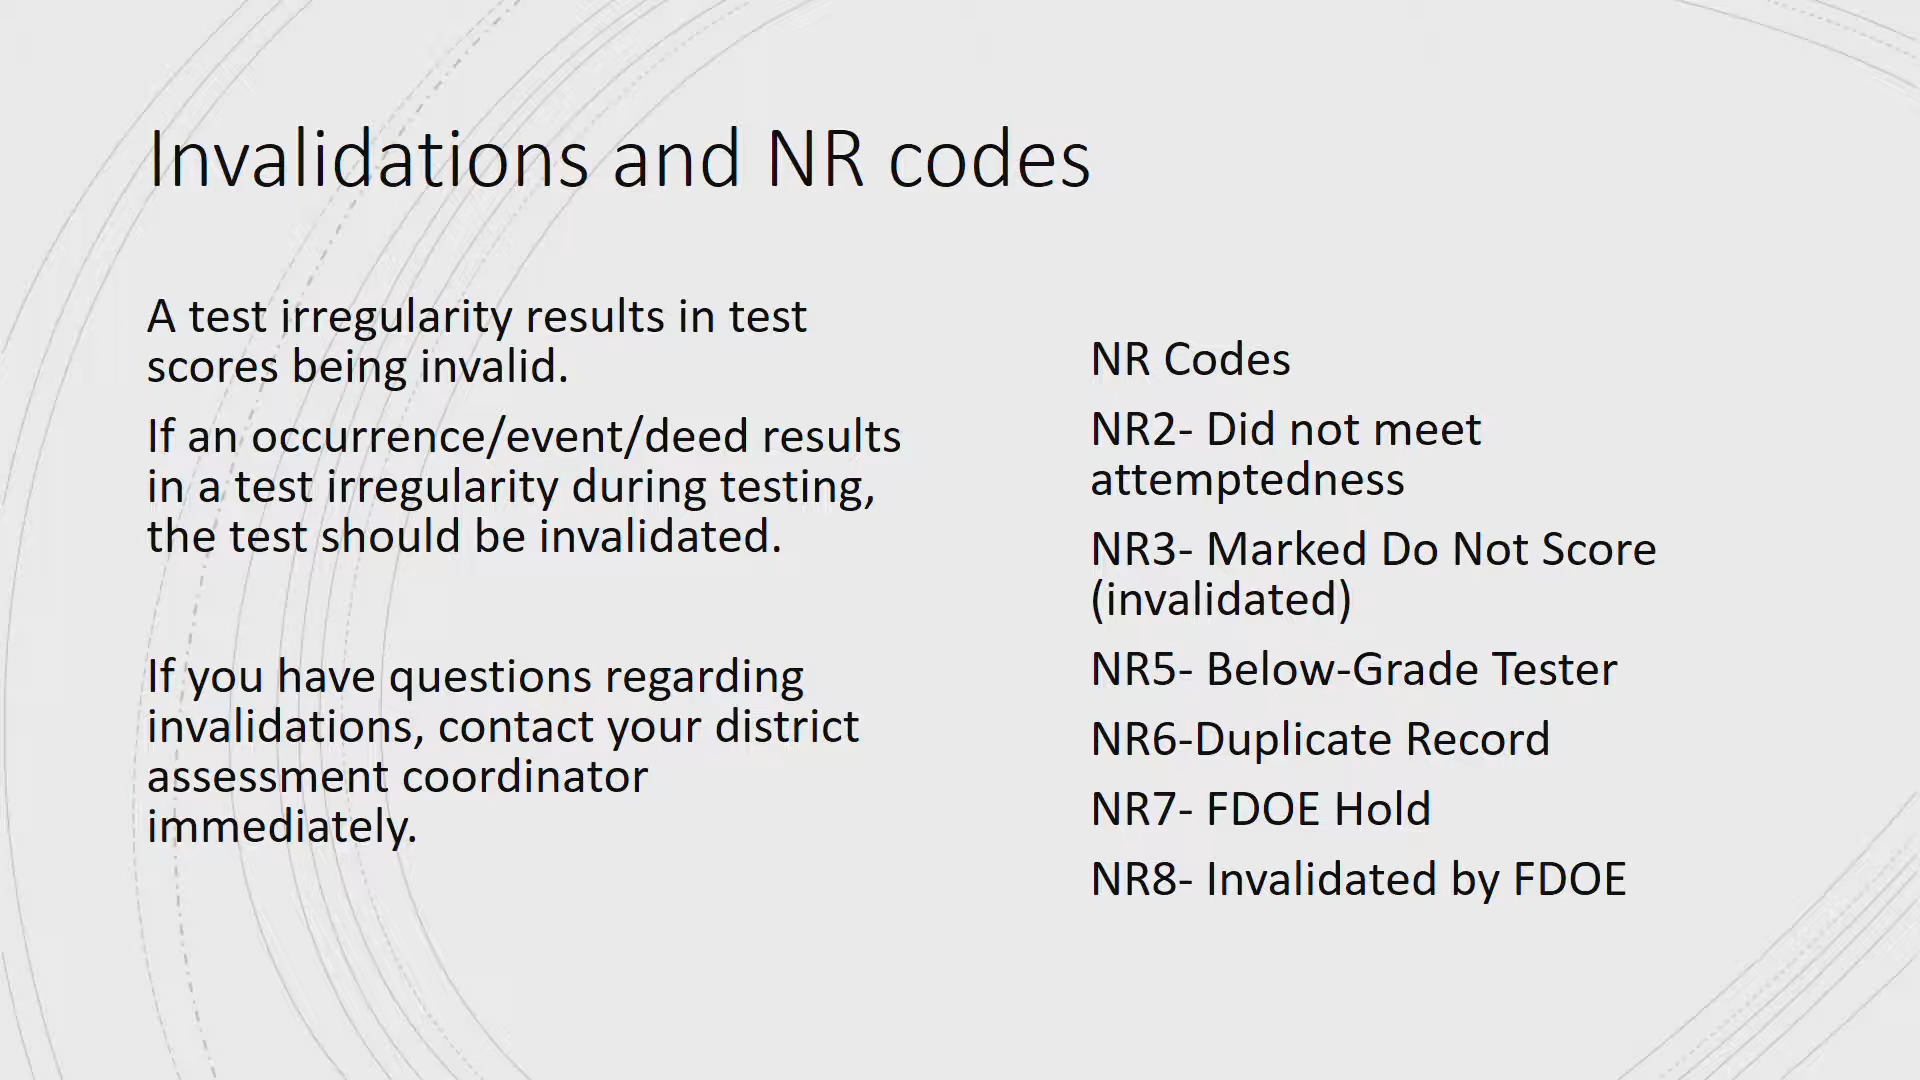 Invalidations and NR codes
A test irregularity results in test
scores being invalid.
If an occurrence/event/deed results
in a test irregularity during testing,
the test should be invalidated.
If you have questions regarding
invalidations, contact your district
assessment coordinator
immediately.
NR Codes
NR2- Did not meet
attemptedness
NR3- Marked Do Not Score
(invalidated)
NR5- Below-Grade Tester
NR6-Duplicate Record
NR7- FDOE Hold
NR8- Invalidated by FDOE